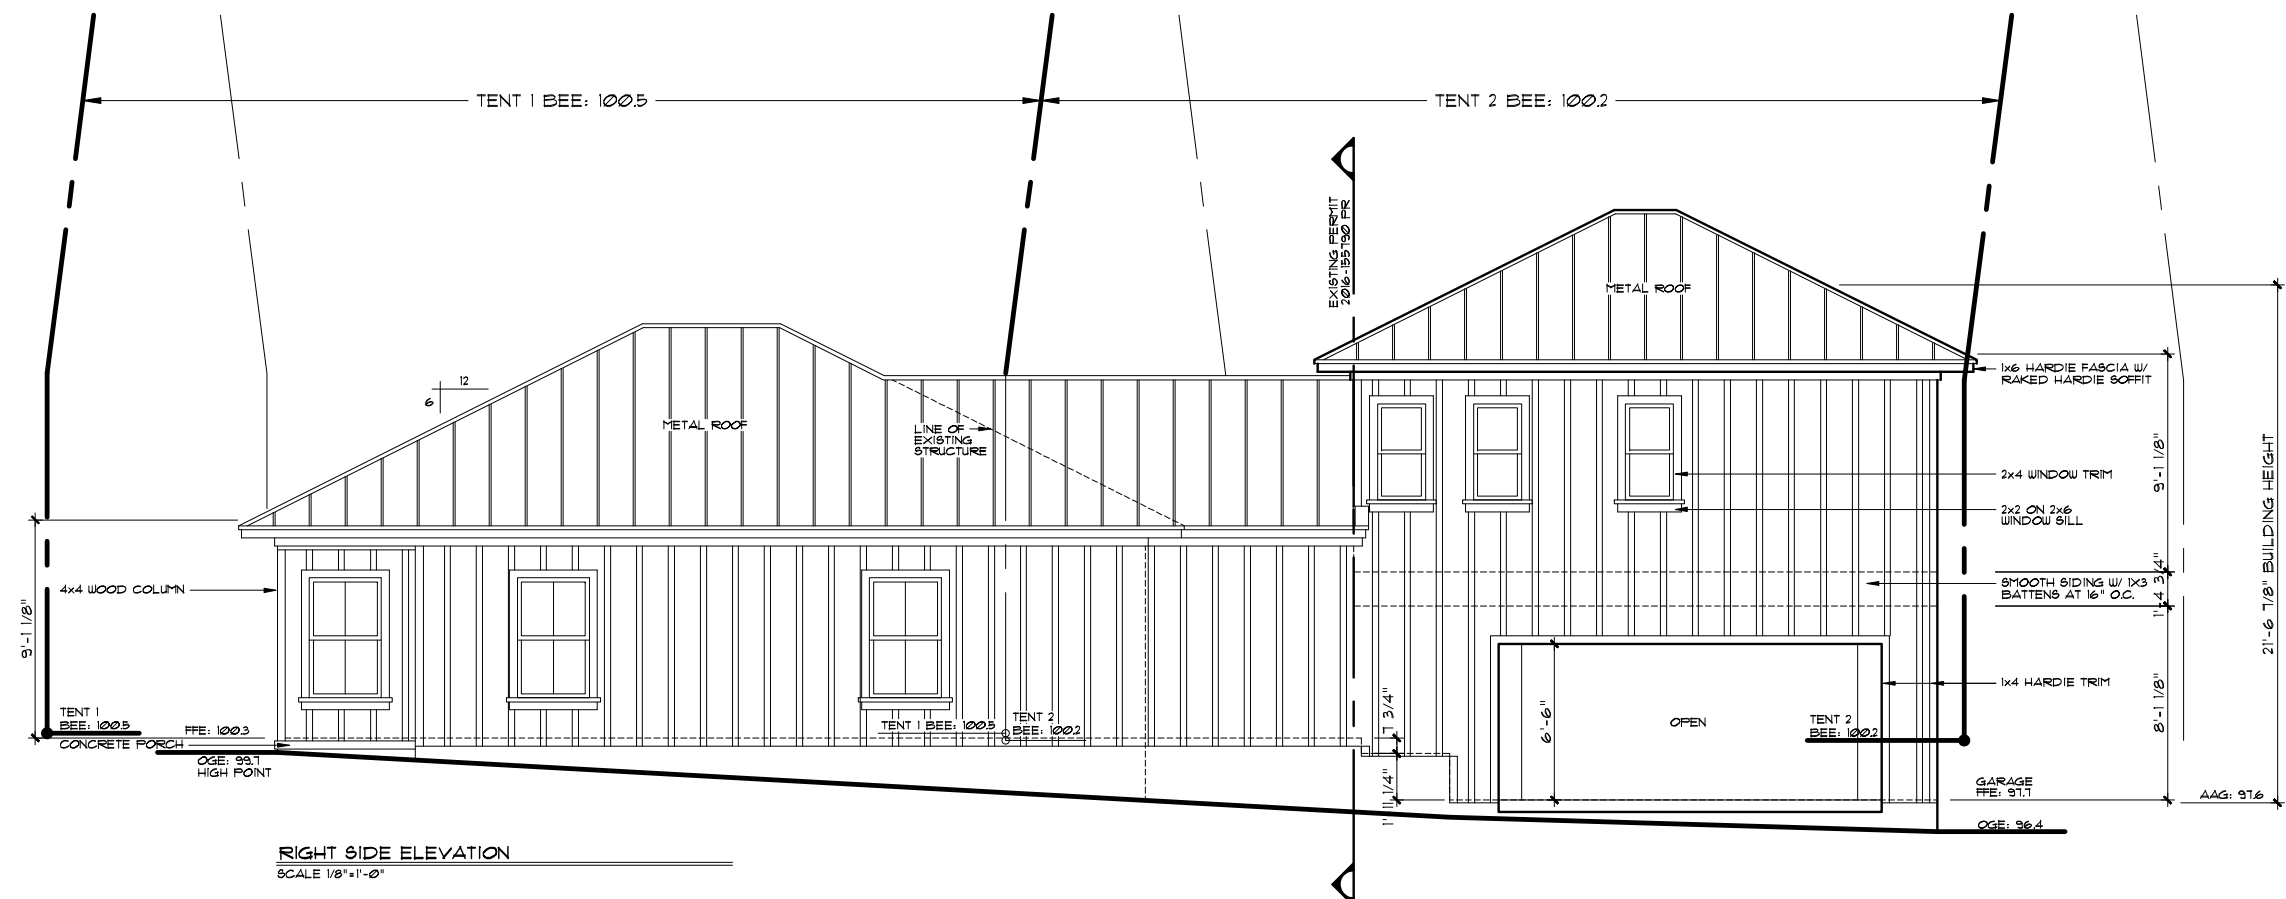 TENT 1 BEE: 100.5
TENT 2 BEE: 100.2
EXISTING PERMIT
2016-155790 PR
METAL ROOF
1x6 HARDIE FASCIA W/
RAKED HARDIE SOFFIT
12
6
METAL ROOF
LINE OF
EXISTING
STRUCTURE
2x4 WINDOW TRIM
9'-1 1/8"
2x2 ON 2x6
WINDOW SILL
21'-6 7/8" BUILDING HEIGHT
4x4 WOOD COLUMN
9'-1 1/8"
SMOOTH SIDING W/ 1X3
BATTENS AT 16" O.C.
1'-4 3/4"
1x4 HARDIE TRIM
8'-1 1/8"
TENT 1
BEE: 100.5
FFE: 100.3
CONCRETE PORCH
OGE: 99.7
HIGH POINT
TENT 1 BEE: 100.5
TENT 2
BEE: 100.2
7 3/4"
1'-11 1/4"
6'-6"
OPEN
TENT 2
BEE: 100.2
GARAGE
FFE: 97.7
AAG: 97.6
OGE: 96.4
RIGHT SIDE ELEVATION
SCALE 1/8"=1'-0"